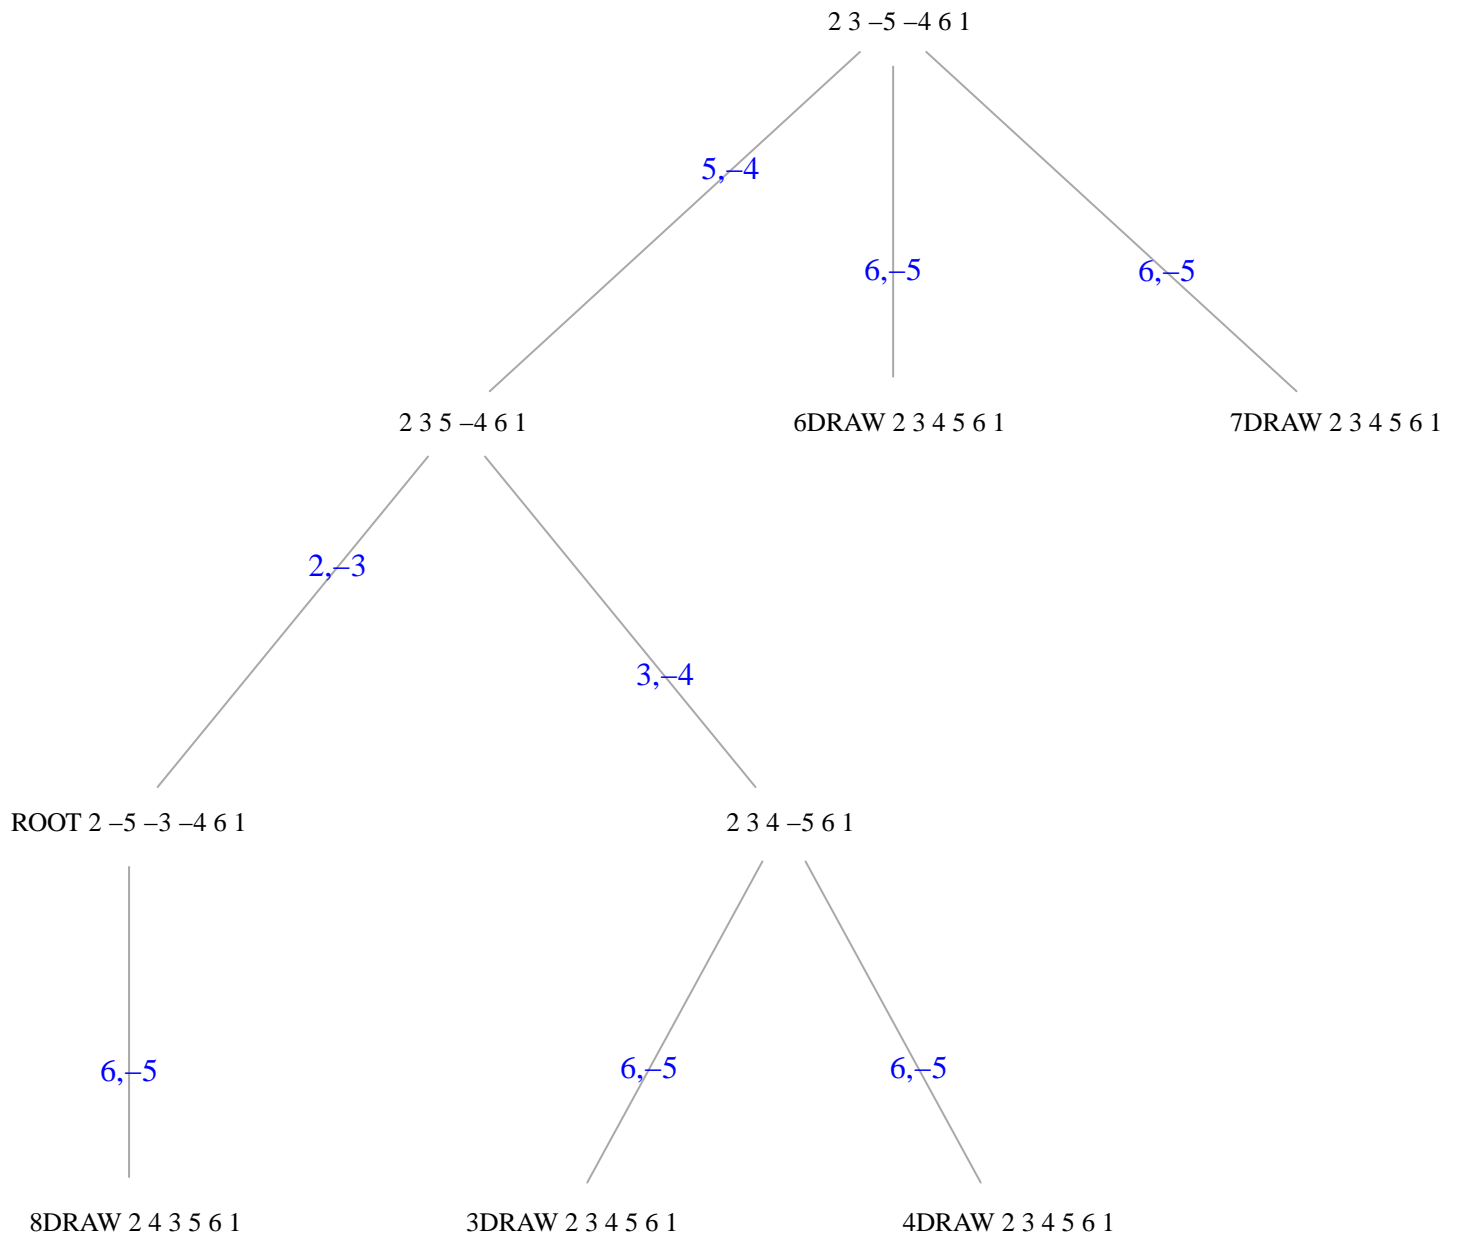 2 3 –5 –4 6 1
5,–4
6,–5
6,–5
2 3 5 –4 6 1
6DRAW 2 3 4 5 6 1
7DRAW 2 3 4 5 6 1
2,–3
3,–4
ROOT 2 –5 –3 –4 6 1
2 3 4 –5 6 1
6,–5
6,–5
6,–5
8DRAW 2 4 3 5 6 1
3DRAW 2 3 4 5 6 1
4DRAW 2 3 4 5 6 1